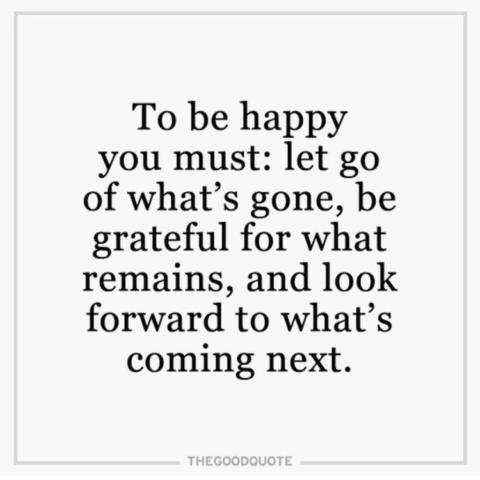 To be happy
you must: let go
of what’s gone, be
grateful for what
remains, and look
forward to what’s
coming next.
THEGOODQUOTE